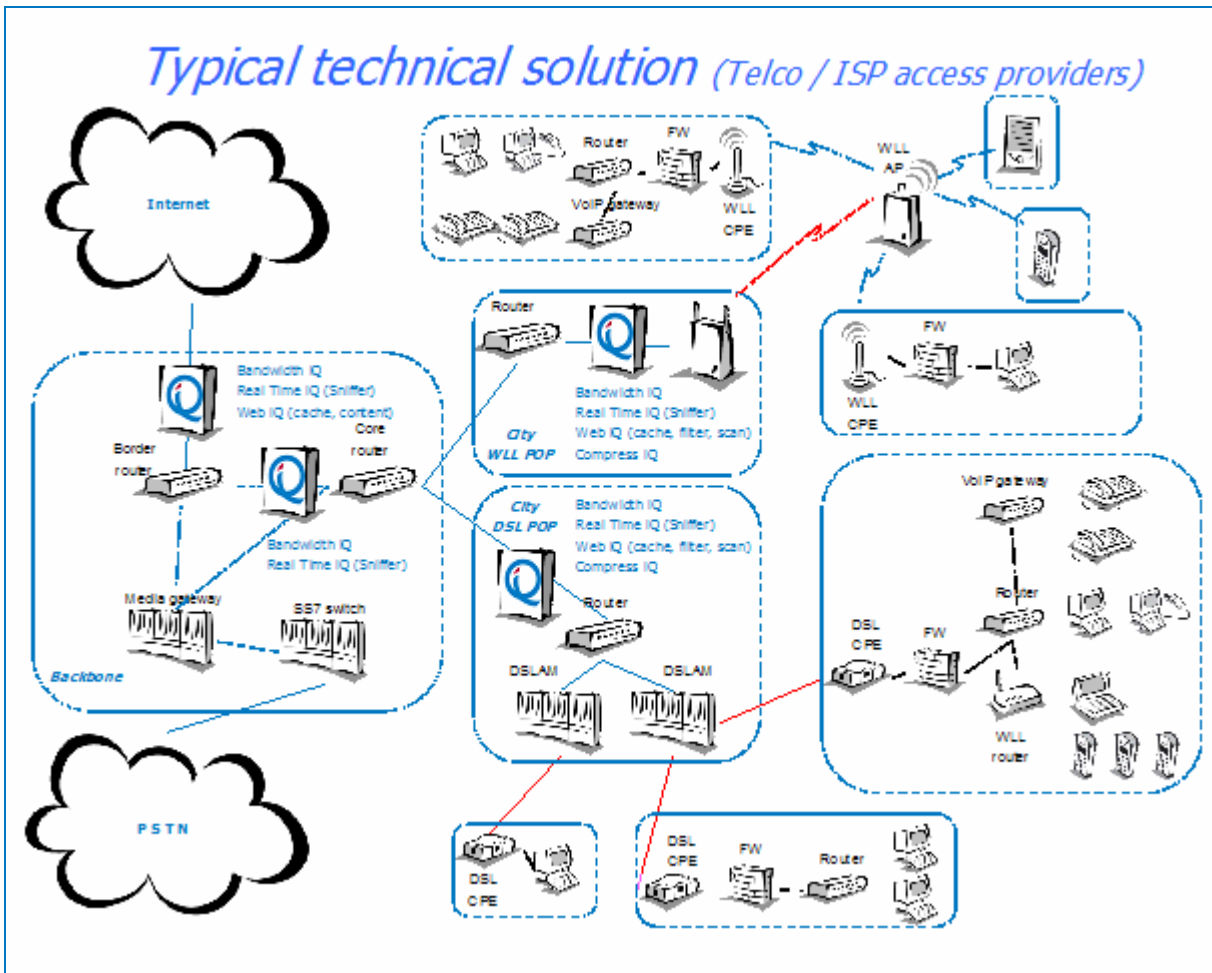 Typical technical solution (Telco / ISP access providers)
Internet
Router
FW
VoIP gateway
WLL
CPE
WLL
AP
Bandwidth IQ
Real Time IQ (Sniffer)
Web IQ (cache, content)
Border
router
Core
router
Bandwidth IQ
Real Time IQ (Sniffer)
Media gateway
SS7 switch
Backbone
PSTN
Router
Bandwidth IQ
Real Time IQ (Sniffer)
Web IQ (cache, filter, scan)
Compress IQ
City
WLL POP
City
DSL POP
Bandwidth IQ
Real Time IQ (Sniffer)
Web IQ (cache, filter, scan)
Compress IQ
Router
DSLAM
DSLAM
FW
WLL
CPE
VoIP gateway
Router
DSL
CPE
FW
WLL
router
DSL
CPE
DSL
CPE
FW
Router